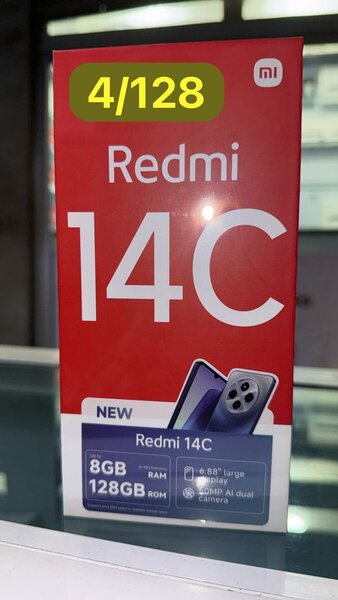 4/128
mi
Redmi
14C
NEW
Redmi 14C
Up to
8GB RAM
128GB ROM
6.88" large display
50MP AI dual camera